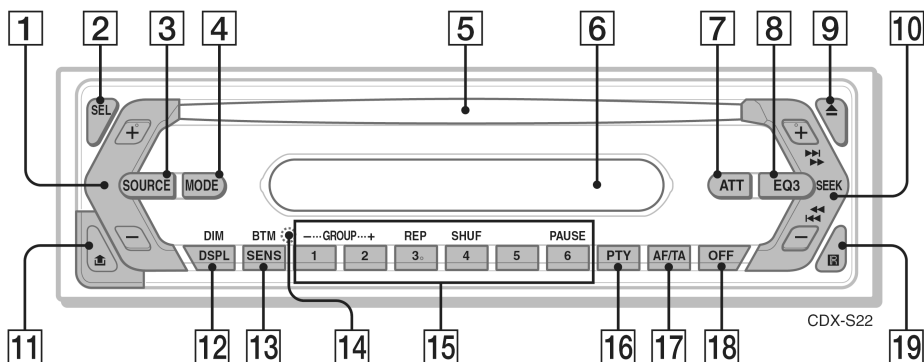 1 2 3 4 5 6 7 8 9 10
SEL
+ +
SOURCE MODE ATT EQ3 SEEK
− −
DIM BTM −···GROUP···+ REP SHUF PAUSE
DSPL SENS 1 2 3 4 5 6 PTY AF/TA OFF R
CDX-S22
11 12 13 14 15 16 17 18 19